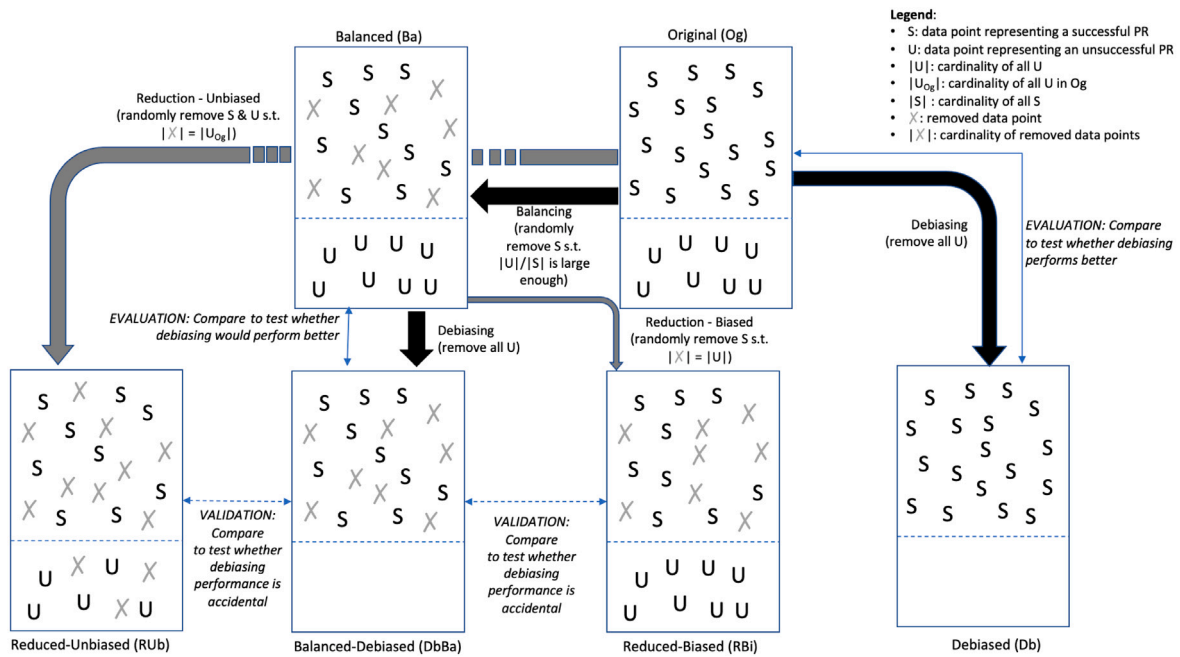 Balanced (Ba)
S S S X
X S X
S
S X S
X S
X S S X
U U U U
U U U U
Original (Og)
S S S S
S S S
S S
S S S S
S
S S S S
U U U U
U U U U
Legend:
• S: data point representing a successful PR
• U: data point representing an unsuccessful PR
• |U|: cardinality of all U
• |UOg|: cardinality of all U in Og
• |S| : cardinality of all S
• X: removed data point
• |X|: cardinality of removed data points
Reduction - Unbiased
(randomly remove S & U s.t.
|X| = |UOg|)
Balancing
(randomly
remove S s.t.
|U|/|S| is large
enough)
Debiasing
(remove all U)
EVALUATION: Compare
to test whether debiasing
performs better
EVALUATION: Compare to test whether
debiasing would perform better
Debiasing
(remove all U)
Reduction - Biased
(randomly remove S s.t.
|X| = |U|)
S X S S
X S X
S
S X
X X S
X S S X
U X U X
U U X U
Reduced-Unbiased (RUb)
VALIDATION:
Compare
to test whether
debiasing
performance is
accidental
S S S X
X S X
S
S X S
X S
X S S X
Balanced-Debiased (DbBa)
VALIDATION:
Compare
to test whether
debiasing
performance is
accidental
S S S X
X S X
X X
S S
X S
X S X X
U U U U
U U U U
Reduced-Biased (RBi)
S S S S
S S S
S S
S S S
S S
S S S S
Debiased (Db)